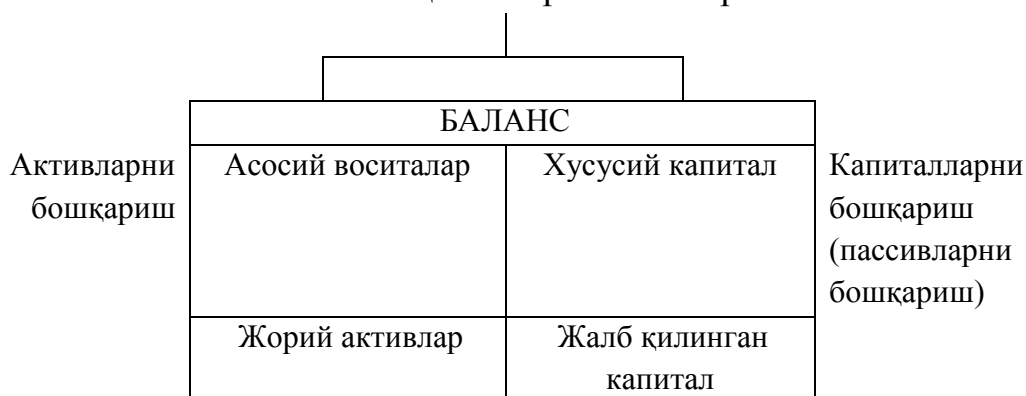 БАЛАНС
Активларни
бошқариш
Асосий воситалар
Хусусий капитал
Капиталларни
бошқариш
(пассивларни
бошқариш)
Жорий активлар
Жалб қилинган
капитал